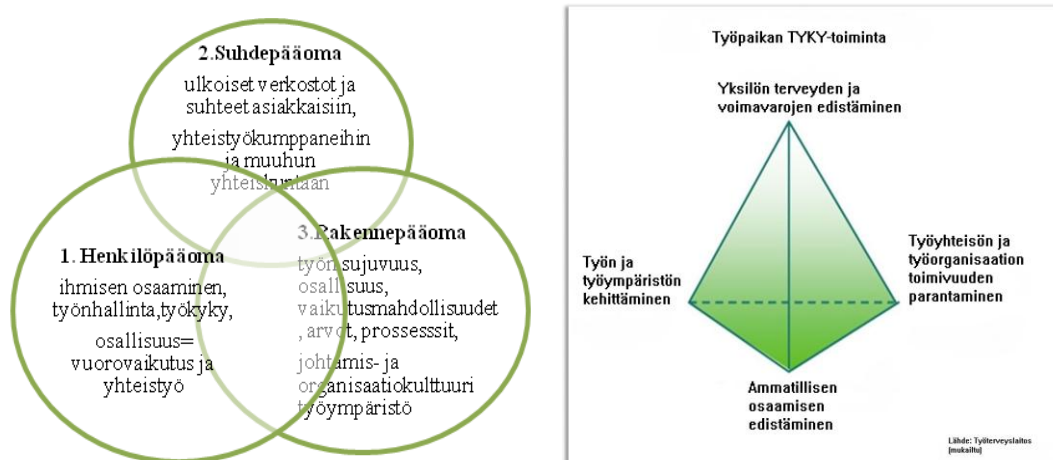 2.Suhdepääoma
ulkoiset verkostot ja
suhteet asiakkaisiin,
yhteistyökumppaneihin
ja muuhun
yhteiskuntaan
1. Henkilöpääoma
ihmisen osaaminen,
työnhallinta,työkyky,
osallisuus=
vuorovaikutus ja
yhteistyö
3.Rakennepääoma
työn sujuvuus,
osallisuus,
vaikutusmahdollisuudet
, arvot, prossesssit,
johtamis- ja
organisaatiokulttuuri
työympäristö
Työpaikan TYKY-toiminta
Yksilön terveyden ja
voimavarojen edistäminen
Työn ja
työympäristön
kehittäminen
Työyhteisön ja
työorganisaation
toimivuuden
parantaminen
Ammatillisen
osaamisen
edistäminen
Lähde: Työterveyslaitos
(mukailtu)